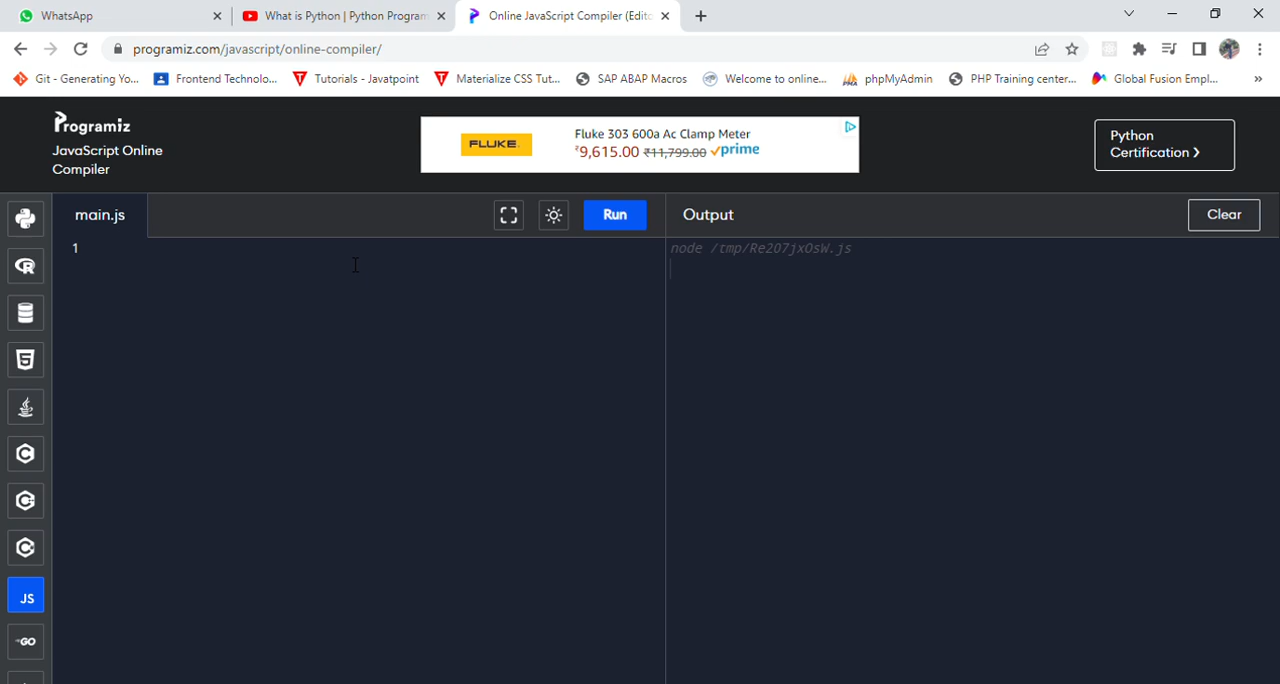 WhatsApp
What is Python | Python Program
Online JavaScript Compiler (Edito
programiz.com/javascript/online-compiler/
Git - Generating Yo...
Frontend Technolo...
Tutorials - Javatpoint
Materialize CSS Tut...
SAP ABAP Macros
Welcome to online...
phpMyAdmin
PHP Training center...
Global Fusion Empl...
»
Programiz
JavaScript Online
Compiler
FLUKE.
Fluke 303 600a Ac Clamp Meter
₹9,615.00 ₹11,799.00 prime
Python
Certification ❯
main.js
Run
Output
Clear
1
node /tmp/Re207jxOsW.js
R
5
C
C
C
JS
GO